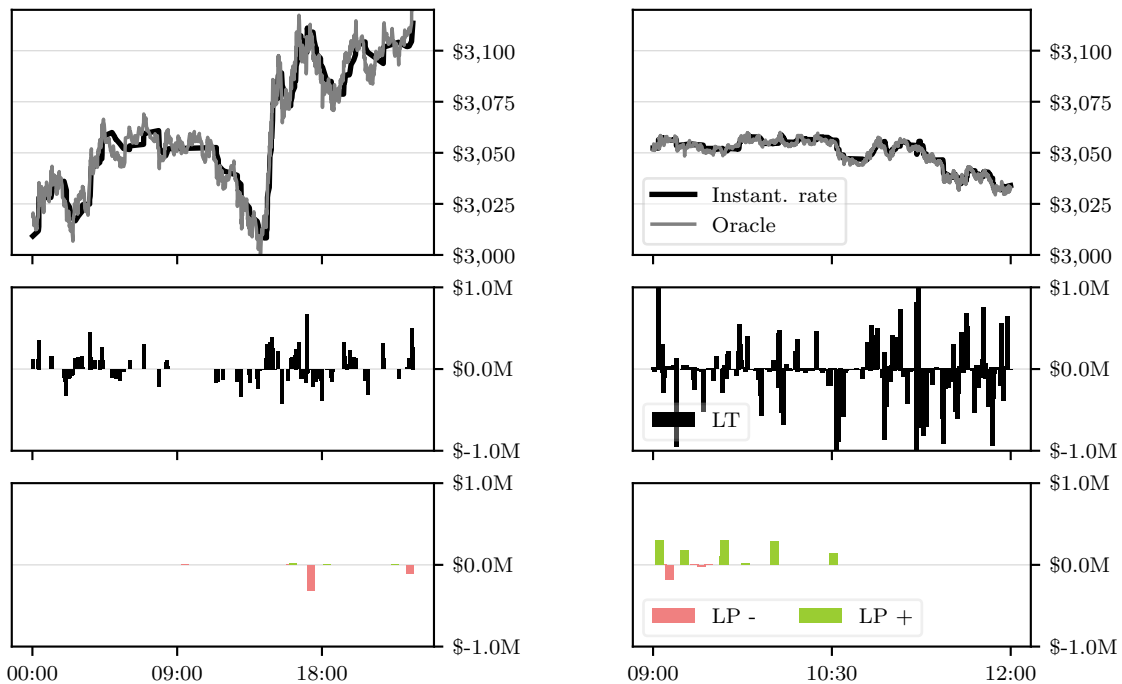 $3,100
$3,075
$3,050
$3,025
$3,000
$3,100
$3,075
$3,050
$3,025
$3,000
Instant. rate
Oracle
$1.0M
$0.0M
$-1.0M
$1.0M
$0.0M
$-1.0M
LT
$1.0M
$0.0M
$-1.0M
00:00 09:00 18:00
$1.0M
$0.0M
$-1.0M
LP - LP +
09:00 10:30 12:00